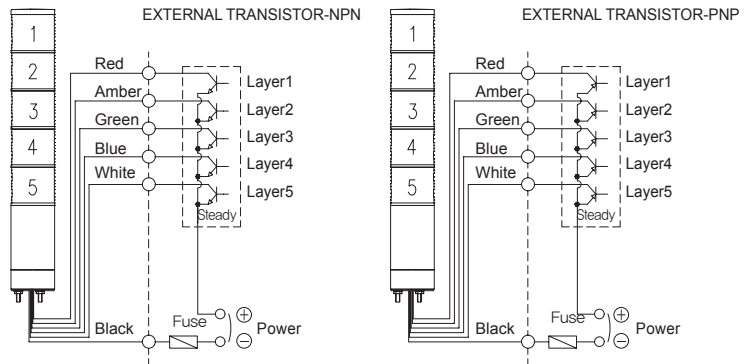 EXTERNAL TRANSISTOR-NPN
1
2
3
4
5
Red
Amber
Green
Blue
White
Layer1
Layer2
Layer3
Layer4
Layer5
Steady
Black
Fuse
+
−
Power
EXTERNAL TRANSISTOR-PNP
1
2
3
4
5
Red
Amber
Green
Blue
White
Layer1
Layer2
Layer3
Layer4
Layer5
Steady
Black
Fuse
+
−
Power